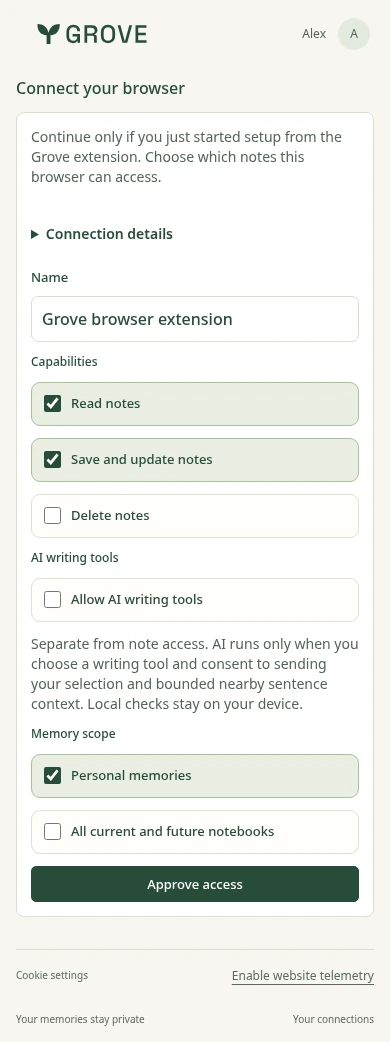 GROVE
Alex
A
Connect your browser
Continue only if you just started setup from the
Grove extension. Choose which notes this
browser can access.
Connection details
Name
Grove browser extension
Capabilities
Read notes
Save and update notes
Delete notes
AI writing tools
Allow AI writing tools
Separate from note access. AI runs only when you
choose a writing tool and consent to sending
your selection and bounded nearby sentence
context. Local checks stay on your device.
Memory scope
Personal memories
All current and future notebooks
Approve access
Cookie settings
Enable website telemetry
Your memories stay private
Your connections